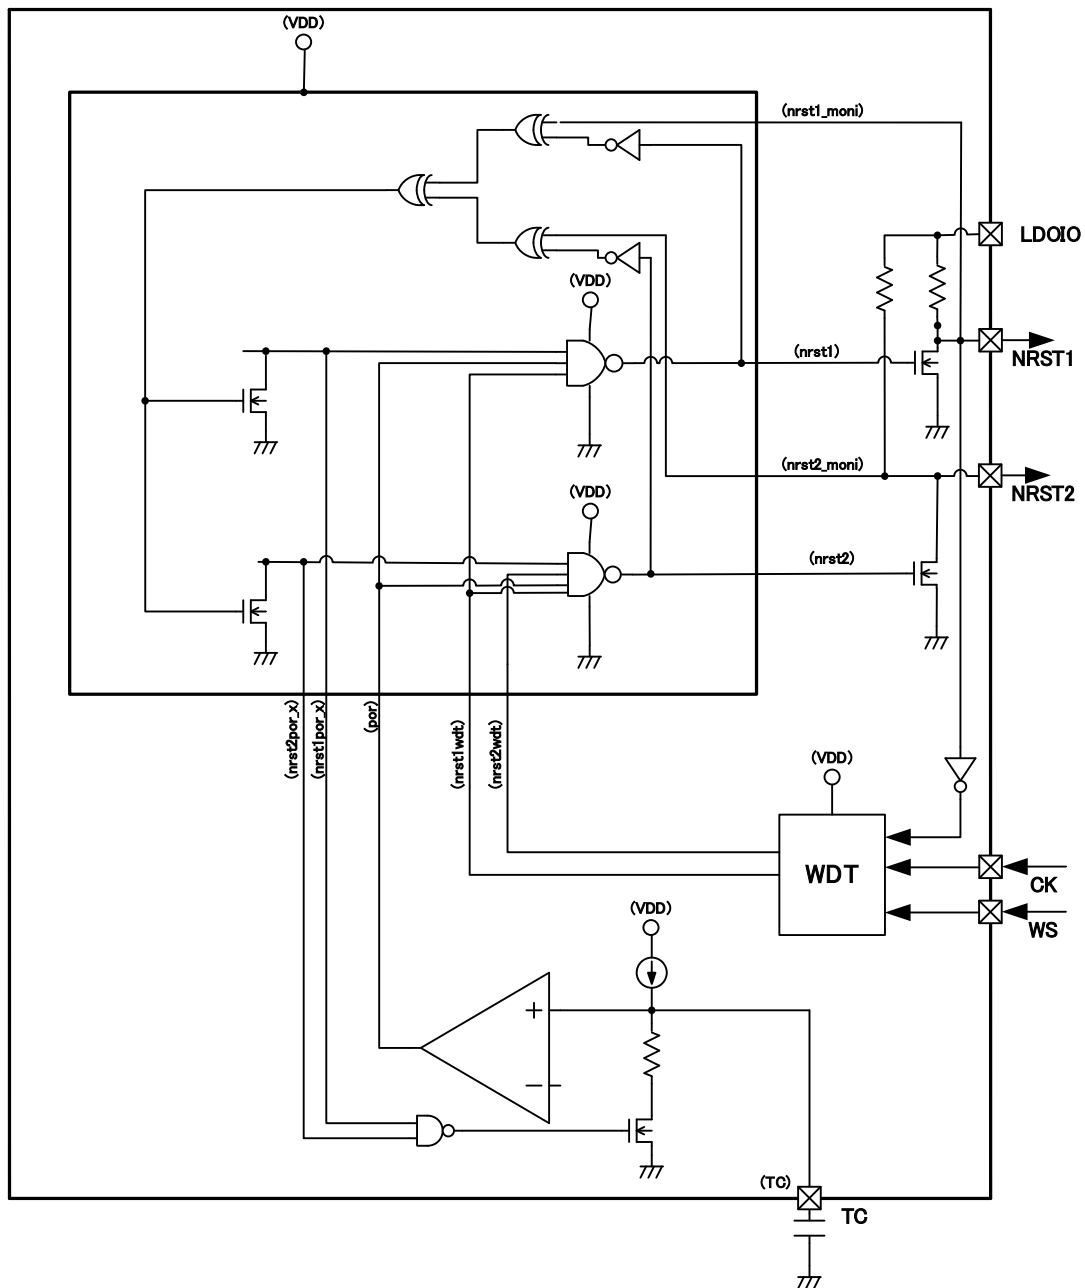 (VDD)
(nrst1_moni)
LDOIO
(VDD)
(nrst1)
NRST1
(nrst2_moni)
(VDD)
NRST2
(nrst2)
(nrst2por_x)
(nrst1por_x)
(por)
(nrst1wdt)
(nrst2wdt)
(VDD)
WDT
CK
WS
(VDD)
+
−
(TC)
TC